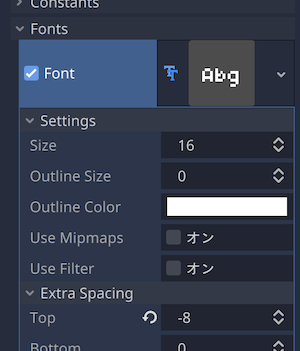 Constants
Fonts
Font Abg
Settings
Size 16
Outline Size 0
Outline Color
Use Mipmaps オン
Use Filter オン
Extra Spacing
Top -8
Bottom 0